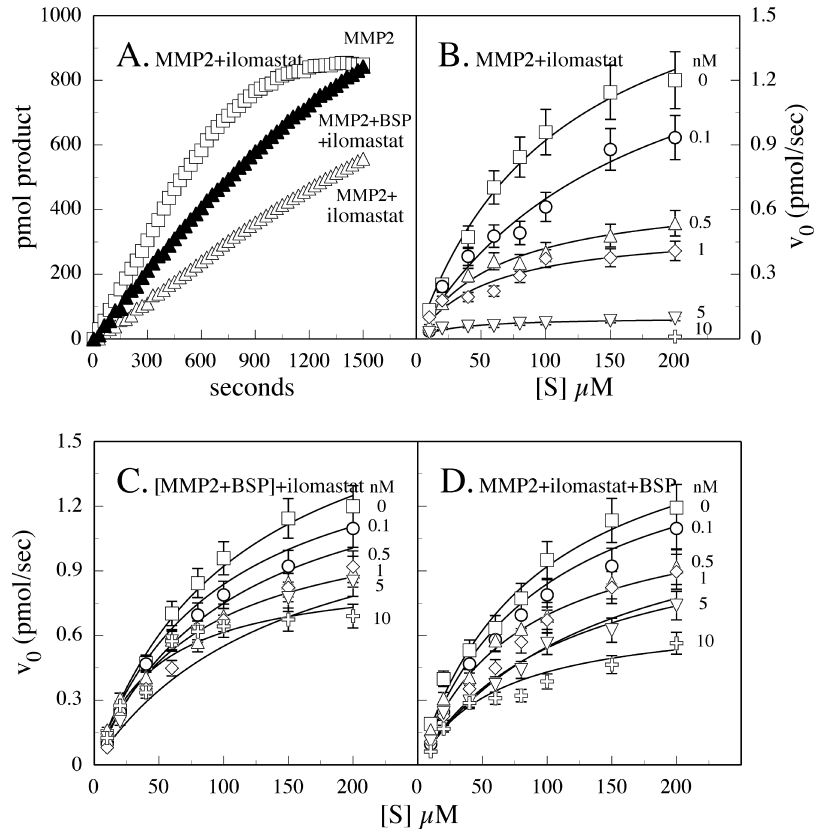 1000
800
600
400
200
0
pmol product
A. MMP2+ilomastat
MMP2
MMP2+BSP
+ilomastat
MMP2+
ilomastat
0 300 600 900 1200 1500
seconds
B. MMP2+ilomastat
nM
0
0.1
0.5
1
5
10
1.5
1.2
0.9
0.6
0.3
0
v0 (pmol/sec)
0 50 100 150 200
[S] µM
1.5
1.2
0.9
0.6
0.3
0
v0 (pmol/sec)
C. [MMP2+BSP]+ilomastat
nM
0
0.1
0.5
1
5
10
0 50 100 150 200
D. MMP2+ilomastat+BSP
nM
0
0.1
0.5
1
5
10
0 50 100 150 200
[S] µM